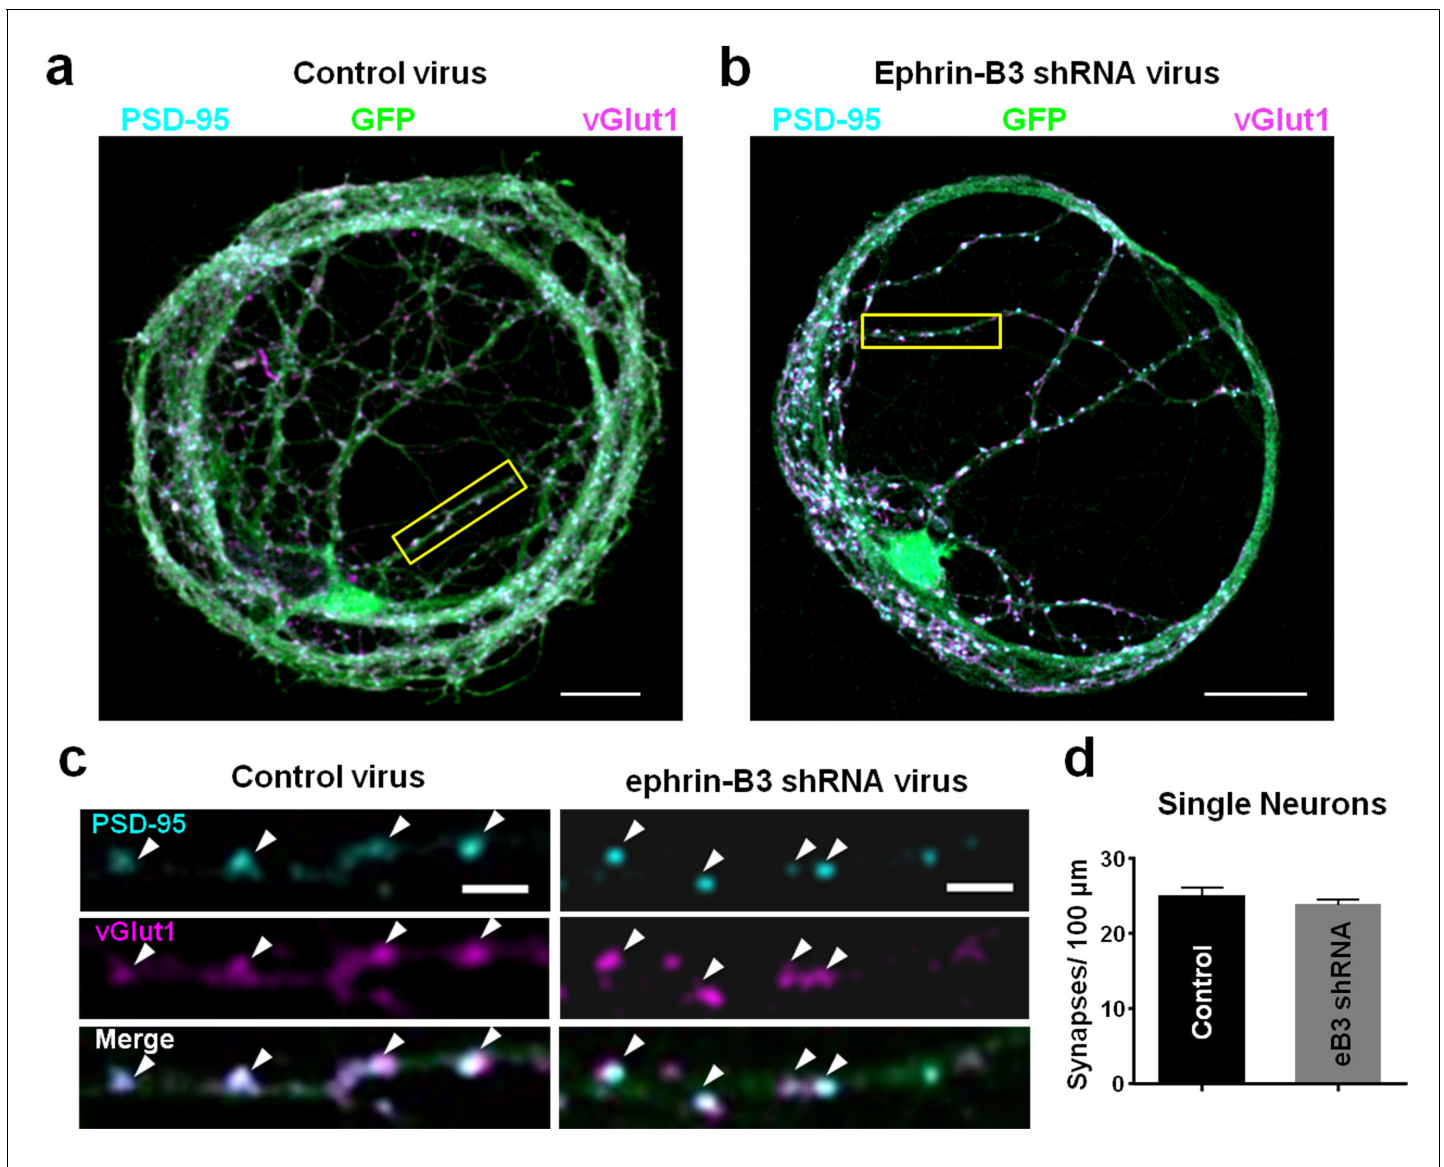 a
Control virus
PSD-95 GFP vGlut1
b
Ephrin-B3 shRNA virus
PSD-95 GFP vGlut1
c
Control virus
ephrin-B3 shRNA virus
PSD-95
vGlut1
Merge
d
Single Neurons
Synapses/ 100 µm
30
20
10
0
Control
eB3 shRNA